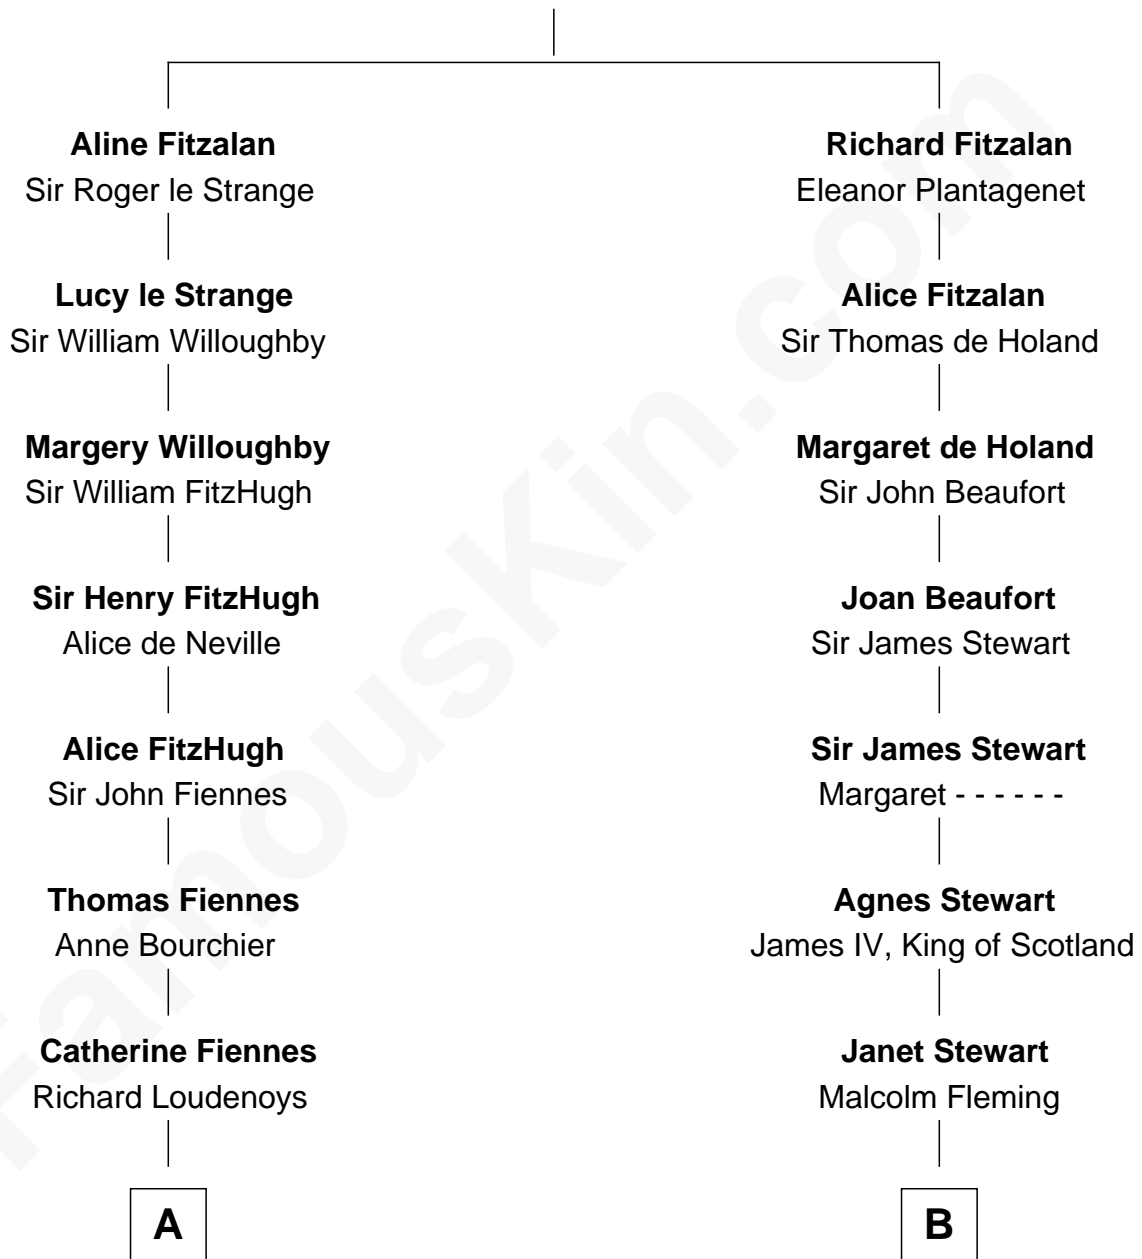 Aline Fitzalan
Sir Roger le Strange
Lucy le Strange
Sir William Willoughby
Margery Willoughby
Sir William FitzHugh
Sir Henry FitzHugh
Alice de Neville
Alice FitzHugh
Sir John Fiennes
Thomas Fiennes
Anne Bourchier
Catherine Fiennes
Richard Loudenoys
A
Richard Fitzalan
Eleanor Plantagenet
Alice Fitzalan
Sir Thomas de Holand
Margaret de Holand
Sir John Beaufort
Joan Beaufort
Sir James Stewart
Sir James Stewart
Margaret - - - - - -
Agnes Stewart
James IV, King of Scotland
Janet Stewart
Malcolm Fleming
B
FamousKin.com